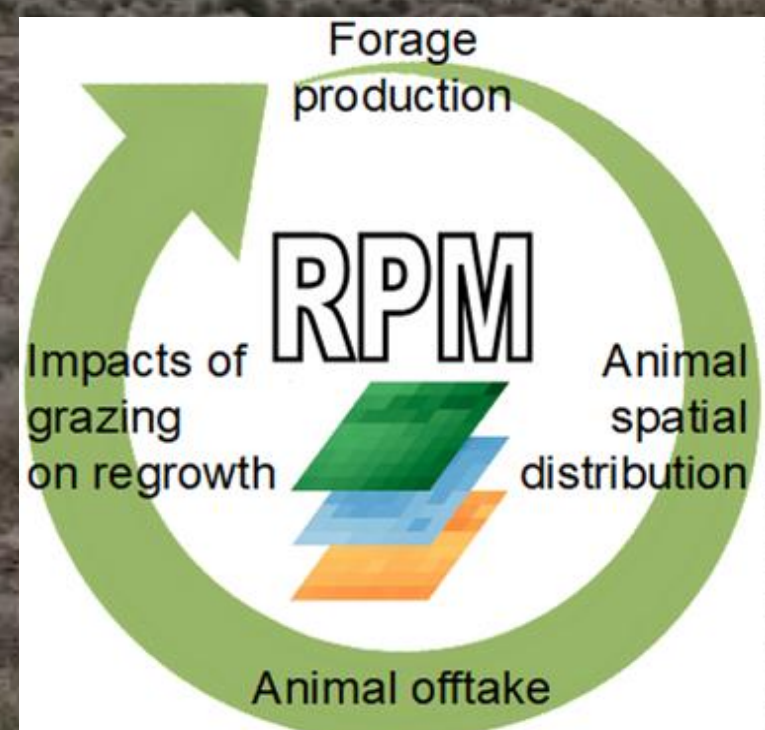 Forage
production
RPM
Animal
spatial
distribution
Animal offtake
Impacts of
grazing
on regrowth